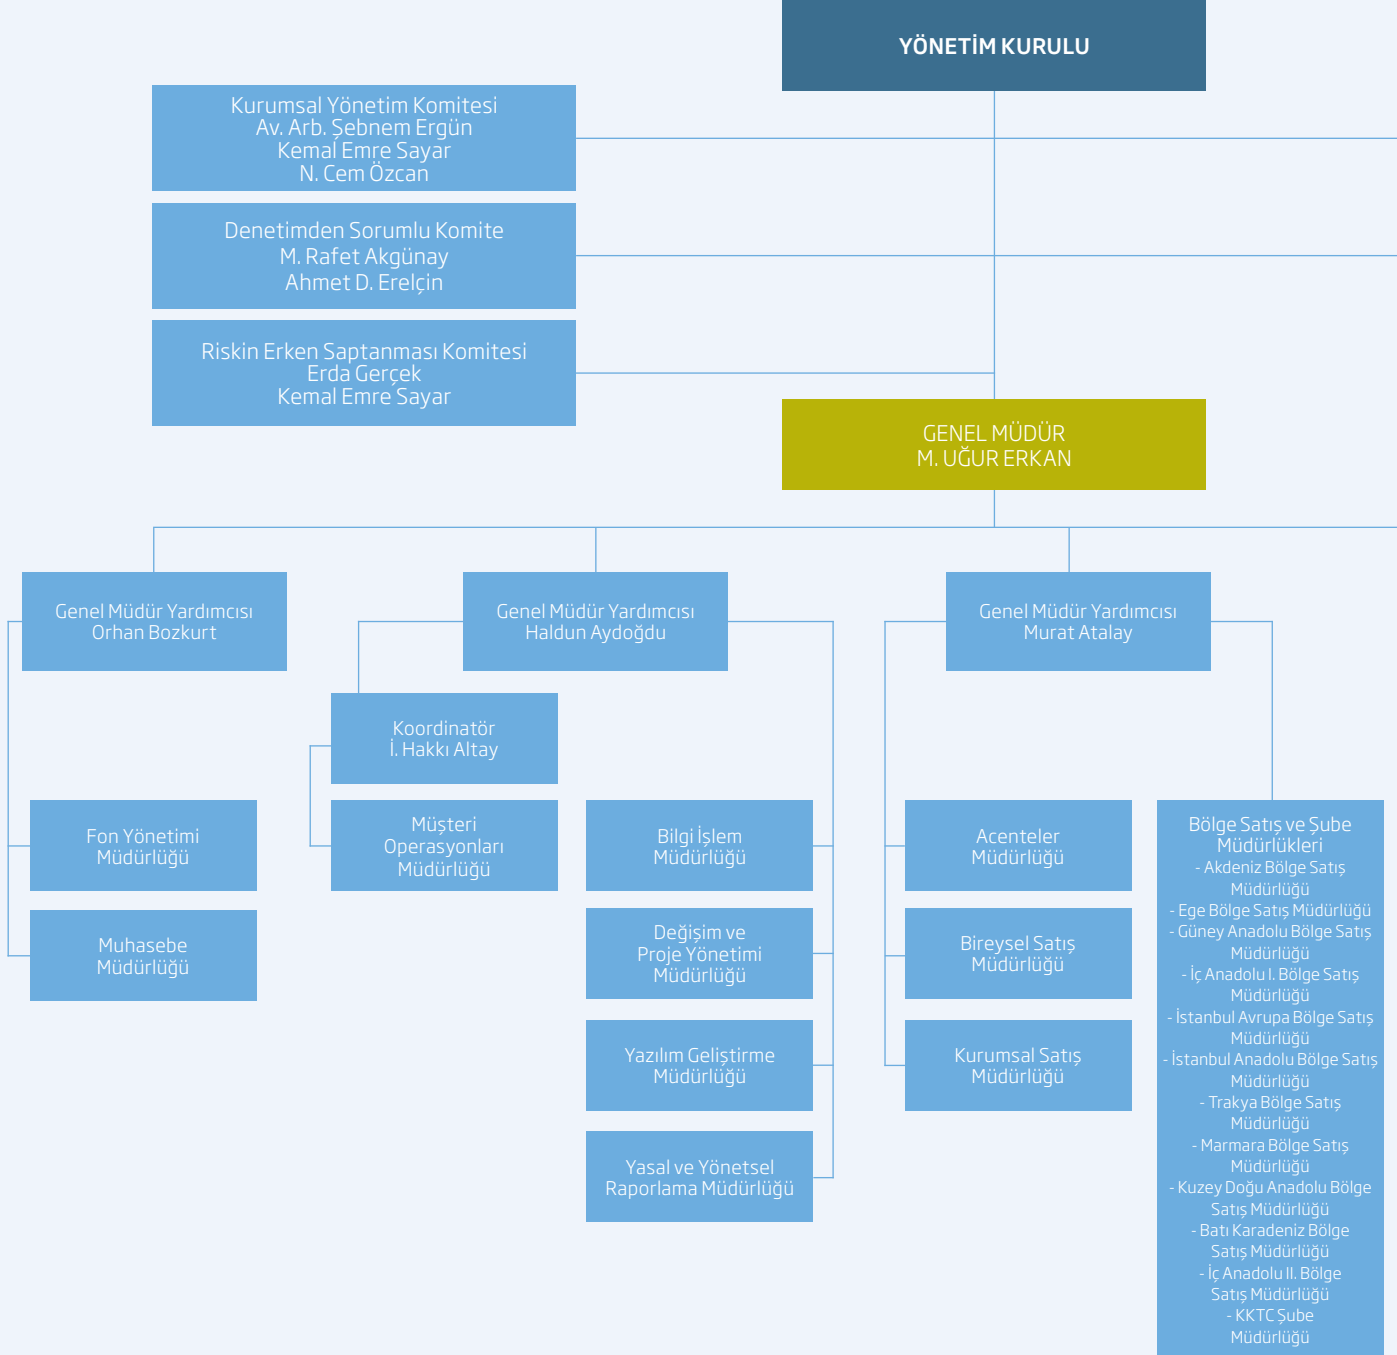 YÖNETİM KURULU
Kurumsal Yönetim Komitesi
Av. Arb. Şebnem Ergün
Kemal Emre Sayar
N. Cem Özcan
Denetimden Sorumlu Komite
M. Rafet Akgünay
Ahmet D. Erelçin
Riskin Erken Saptanması Komitesi
Erda Gerçek
Kemal Emre Sayar
GENEL MÜDÜR
M. UĞUR ERKAN
Genel Müdür Yardımcısı
Orhan Bozkurt
Genel Müdür Yardımcısı
Haldun Aydoğdu
Genel Müdür Yardımcısı
Murat Atalay
Koordinatör
İ. Hakkı Altay
Fon Yönetimi
Müdürlüğü
Muhasebe
Müdürlüğü
Müşteri
Operasyonları
Müdürlüğü
Bilgi İşlem
Müdürlüğü
Değişim ve
Proje Yönetimi
Müdürlüğü
Yazılım Geliştirme
Müdürlüğü
Yasal ve Yönetsel
Raporlama Müdürlüğü
Acenteler
Müdürlüğü
Bireysel Satış
Müdürlüğü
Kurumsal Satış
Müdürlüğü
Bölge Satış ve Şube
Müdürlükleri
- Akdeniz Bölge Satış
Müdürlüğü
- Ege Bölge Satış Müdürlüğü
- Güney Anadolu Bölge Satış
Müdürlüğü
- İç Anadolu I. Bölge Satış
Müdürlüğü
- İstanbul Avrupa Bölge Satış
Müdürlüğü
- İstanbul Anadolu Bölge Satış
Müdürlüğü
- Trakya Bölge Satış
Müdürlüğü
- Marmara Bölge Satış
Müdürlüğü
- Kuzey Doğu Anadolu Bölge
Satış Müdürlüğü
- Batı Karadeniz Bölge
Satış Müdürlüğü
- İç Anadolu II. Bölge
Satış Müdürlüğü
- KKTC Şube
Müdürlüğü